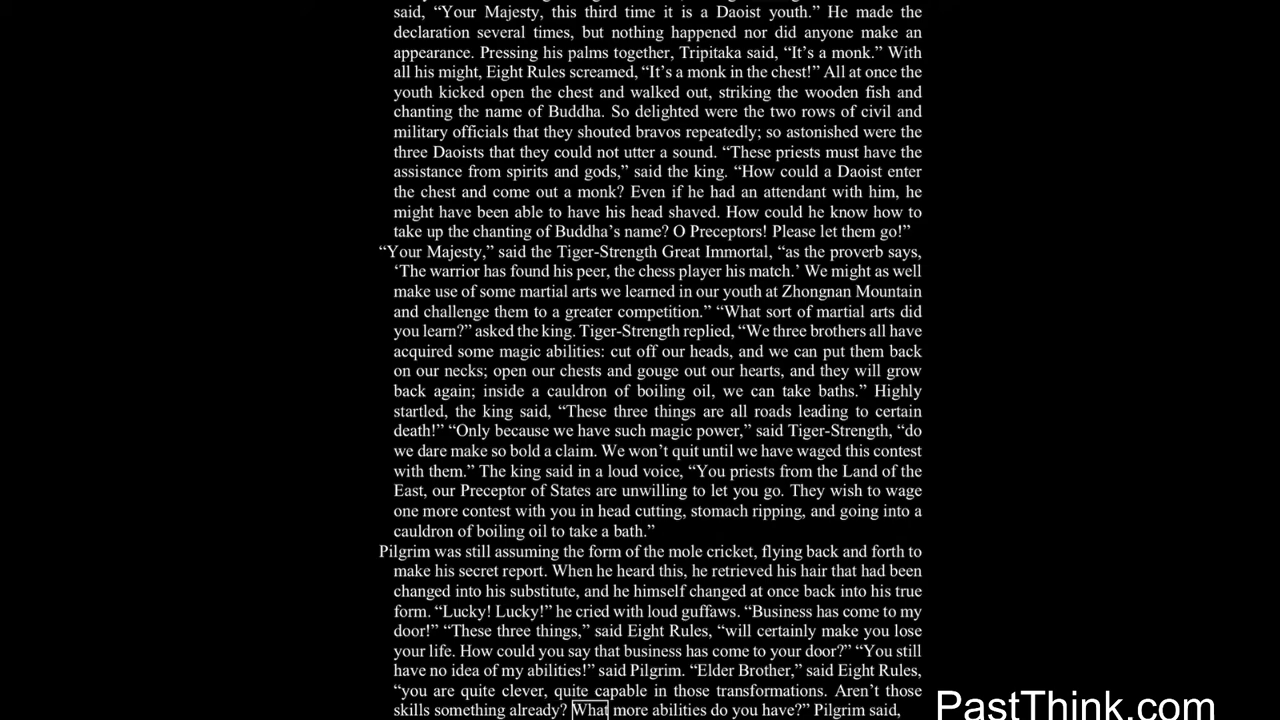 said, “Your Majesty, this third time it is a Daoist youth.” He made the
declaration several times, but nothing happened nor did anyone make an
appearance. Pressing his palms together, Tripitaka said, “It’s a monk.” With
all his might, Eight Rules screamed, “It’s a monk in the chest!” All at once the
youth kicked open the chest and walked out, striking the wooden fish and
chanting the name of Buddha. So delighted were the two rows of civil and
military officials that they shouted bravos repeatedly; so astonished were the
three Daoists that they could not utter a sound. “These priests must have the
assistance from spirits and gods,” said the king. “How could a Daoist enter
the chest and come out a monk? Even if he had an attendant with him, he
might have been able to have his head shaved. How could he know how to
take up the chanting of Buddha’s name? O Preceptors! Please let them go!”
“Your Majesty,” said the Tiger-Strength Great Immortal, “as the proverb says,
‘The warrior has found his peer, the chess player his match.’ We might as well
make use of some martial arts we learned in our youth at Zhongnan Mountain
and challenge them to a greater competition.” “What sort of martial arts did
you learn?” asked the king. Tiger-Strength replied, “We three brothers all have
acquired some magic abilities: cut off our heads, and we can put them back
on our necks; open our chests and gouge out our hearts, and they will grow
back again; inside a cauldron of boiling oil, we can take baths.” Highly
startled, the king said, “These three things are all roads leading to certain
death!” “Only because we have such magic power,” said Tiger-Strength, “do
we dare make so bold a claim. We won’t quit until we have waged this contest
with them.” The king said in a loud voice, “You priests from the Land of the
East, our Preceptor of States are unwilling to let you go. They wish to wage
one more contest with you in head cutting, stomach ripping, and going into a
cauldron of boiling oil to take a bath.”
Pilgrim was still assuming the form of the mole cricket, flying back and forth to
make his secret report. When he heard this, he retrieved his hair that had been
changed into his substitute, and he himself changed at once back into his true
form. “Lucky! Lucky!” he cried with loud guffaws. “Business has come to my
door!” “These three things,” said Eight Rules, “will certainly make you lose
your life. How could you say that business has come to your door?” “You still
have no idea of my abilities!” said Pilgrim. “Elder Brother,” said Eight Rules,
“you are quite clever, quite capable in those transformations. Aren’t those
skills something already? What more abilities do you have?” Pilgrim said,
PastThink.com